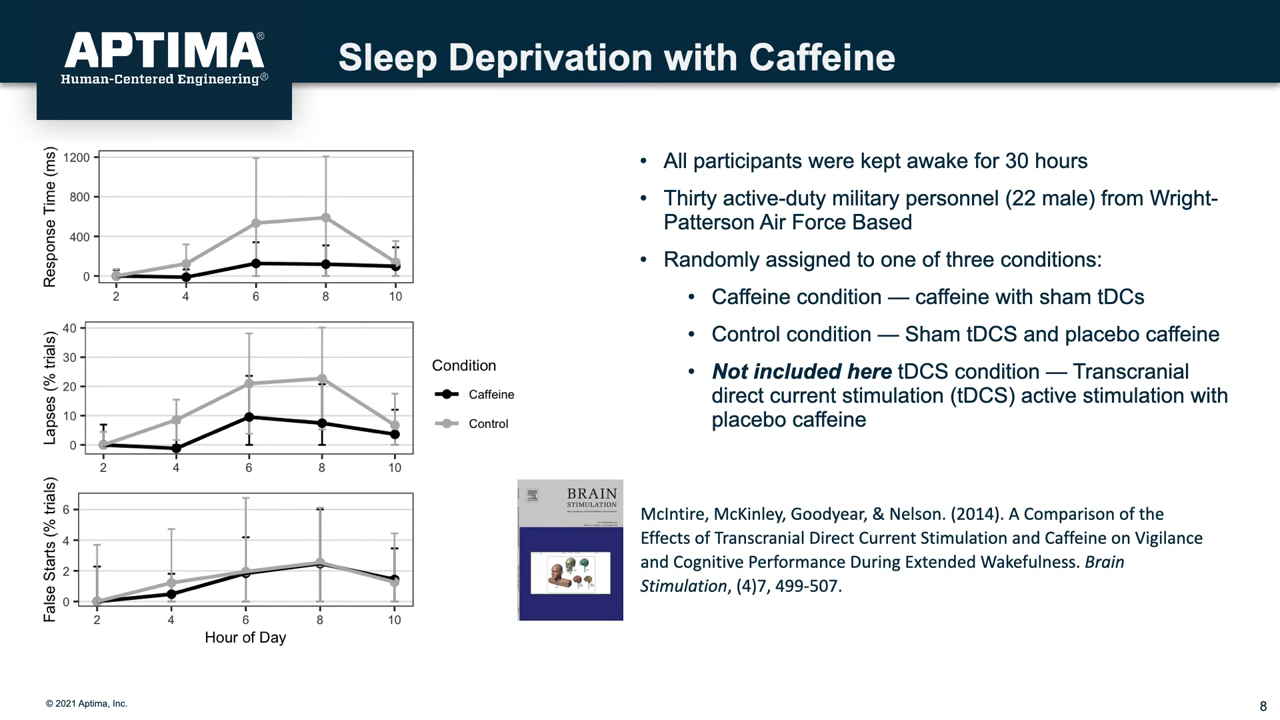 APTIMA®
Human-Centered Engineering®
Sleep Deprivation with Caffeine
Response Time (ms)
1200
800
400
0
2 4 6 8 10
Lapses (% trials)
40
30
20
10
0
2 4 6 8 10
False Starts (% trials)
6
4
2
0
2 4 6 8 10
Hour of Day
Condition
Caffeine
Control
• All participants were kept awake for 30 hours
• Thirty active-duty military personnel (22 male) from Wright-
Patterson Air Force Based
• Randomly assigned to one of three conditions:
• Caffeine condition — caffeine with sham tDCs
• Control condition — Sham tDCS and placebo caffeine
• Not included here tDCS condition — Transcranial
direct current stimulation (tDCS) active stimulation with
placebo caffeine
BRAIN
STIMULATION
McIntire, McKinley, Goodyear, & Nelson. (2014). A Comparison of the
Effects of Transcranial Direct Current Stimulation and Caffeine on Vigilance
and Cognitive Performance During Extended Wakefulness. Brain
Stimulation, (4)7, 499-507.
© 2021 Aptima, Inc.
8